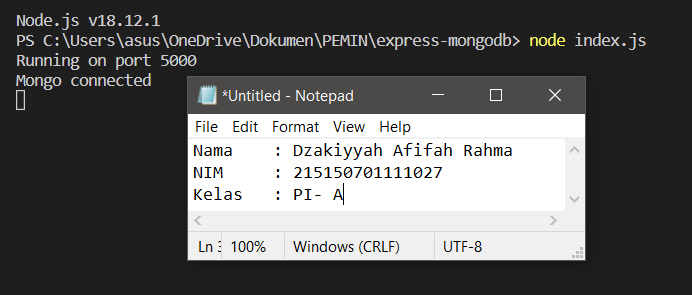 Node.js v18.12.1
PS C:\Users\asus\OneDrive\Dokumen\PEMIN\express-mongodb> node index.js
Running on port 5000
Mongo connected
*Untitled - Notepad
File Edit Format View Help
Nama : Dzakiyyah Afifah Rahma
NIM : 215150701111027
Kelas : PI- A
Ln 100% Windows (CRLF) UTF-8